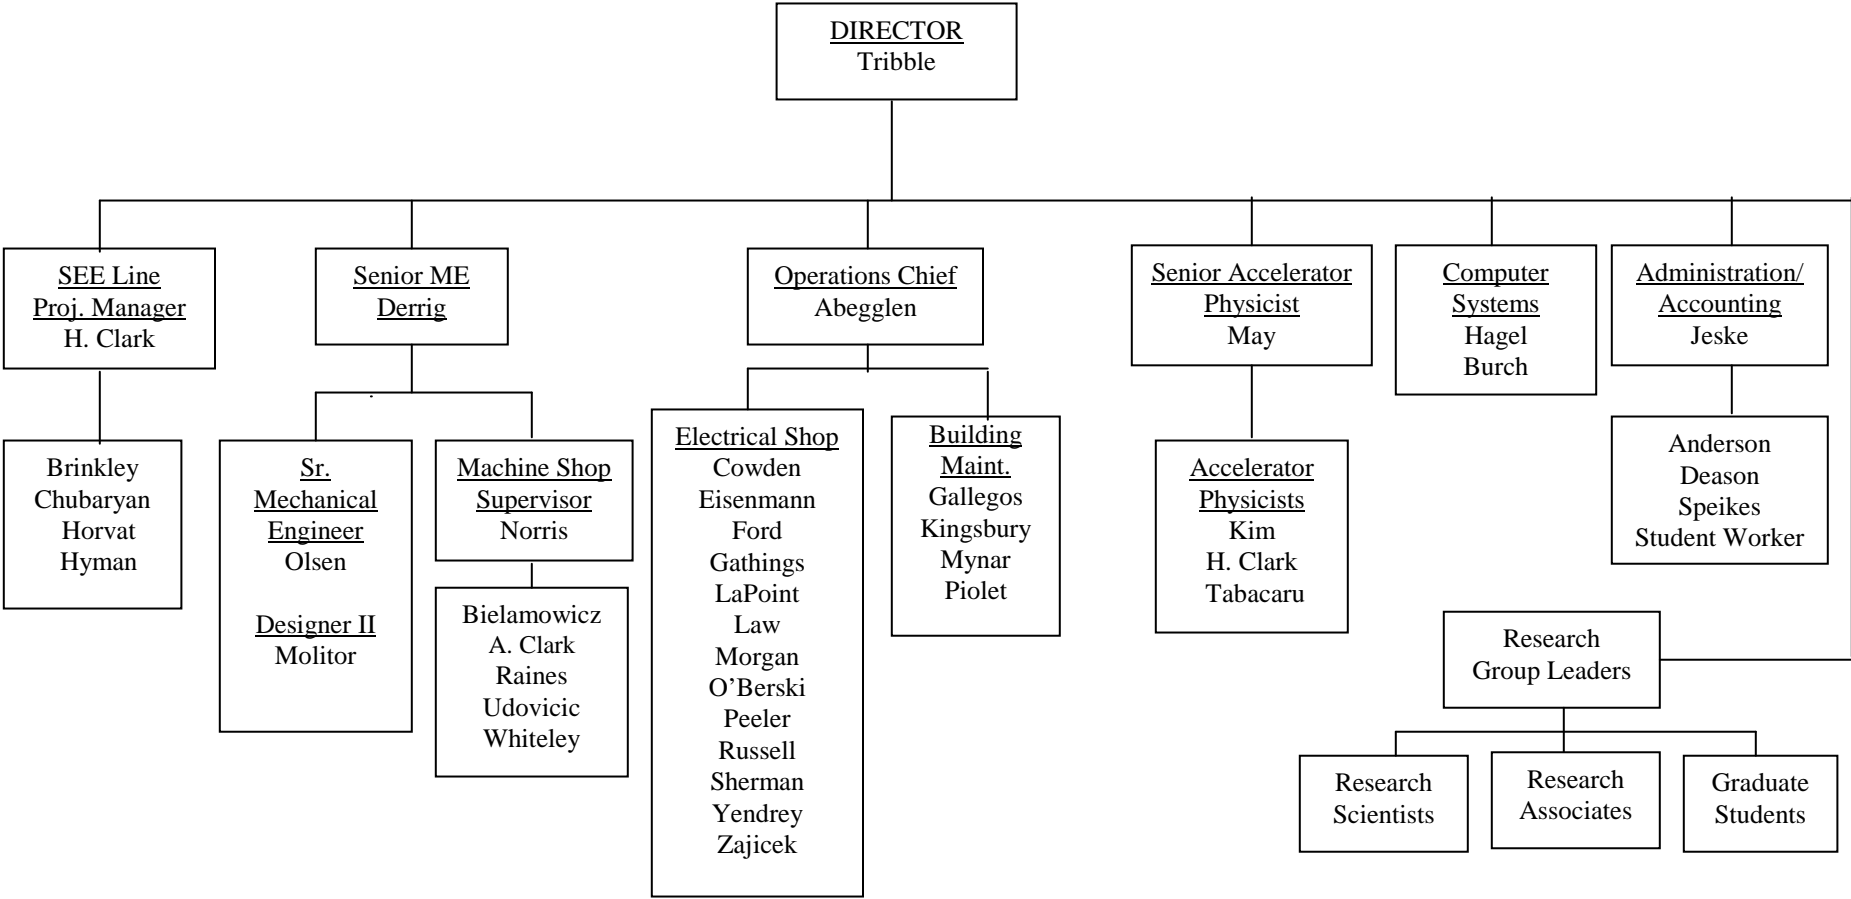 DIRECTOR
Tribble
SEE Line
Proj. Manager
H. Clark
Senior ME
Derrig
Operations Chief
Abegglen
Senior Accelerator
Physicist
May
Computer
Systems
Hagel
Burch
Administration/
Accounting
Jeske
Brinkley
Chubaryan
Horvat
Hyman
Sr.
Mechanical
Engineer
Olsen
Designer II
Molitor
Machine Shop
Supervisor
Norris
Bielamowicz
A. Clark
Raines
Udovicic
Whiteley
Electrical Shop
Cowden
Eisenmann
Ford
Gathings
LaPoint
Law
Morgan
O’Berski
Peeler
Russell
Sherman
Yendrey
Zajicek
Building
Maint.
Gallegos
Kingsbury
Mynar
Piolet
Accelerator
Physicists
Kim
H. Clark
Tabacaru
Anderson
Deason
Speikes
Student Worker
Research
Group Leaders
Research
Scientists
Research
Associates
Graduate
Students